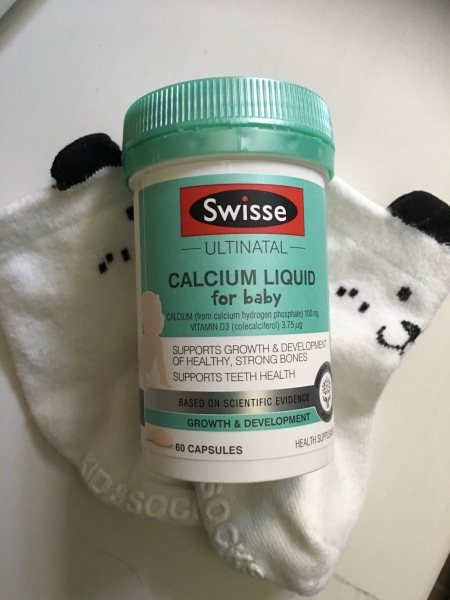 Swisse
ULTINATAL
CALCIUM LIQUID
for baby
CALCIUM (from calcium hydrogen phosphate) 100 mg
VITAMIN D3 (colecalciferol) 3.75 µg
SUPPORTS GROWTH & DEVELOPMENT
OF HEALTHY, STRONG BONES
SUPPORTS TEETH HEALTH
BASED ON SCIENTIFIC EVIDENCE
GROWTH & DEVELOPMENT
60 CAPSULES
HEALTH